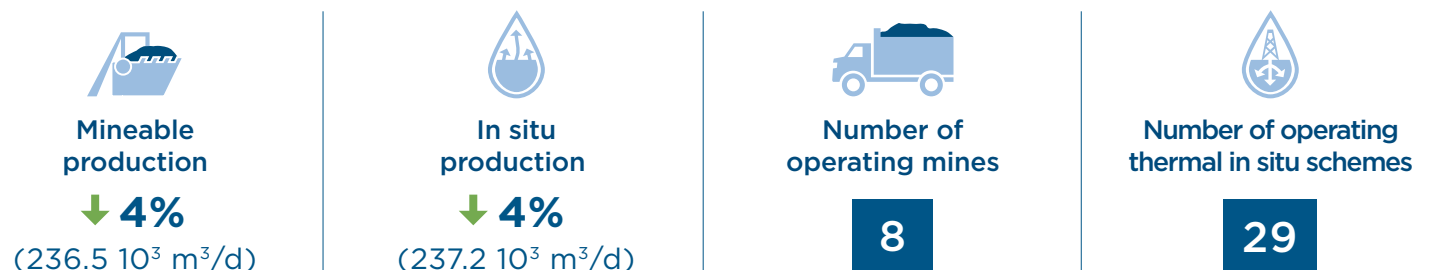 Mineable
production
4%
(236.5 10³ m³/d)
In situ
production
4%
(237.2 10³ m³/d)
Number of
operating mines
8
Number of operating
thermal in situ schemes
29